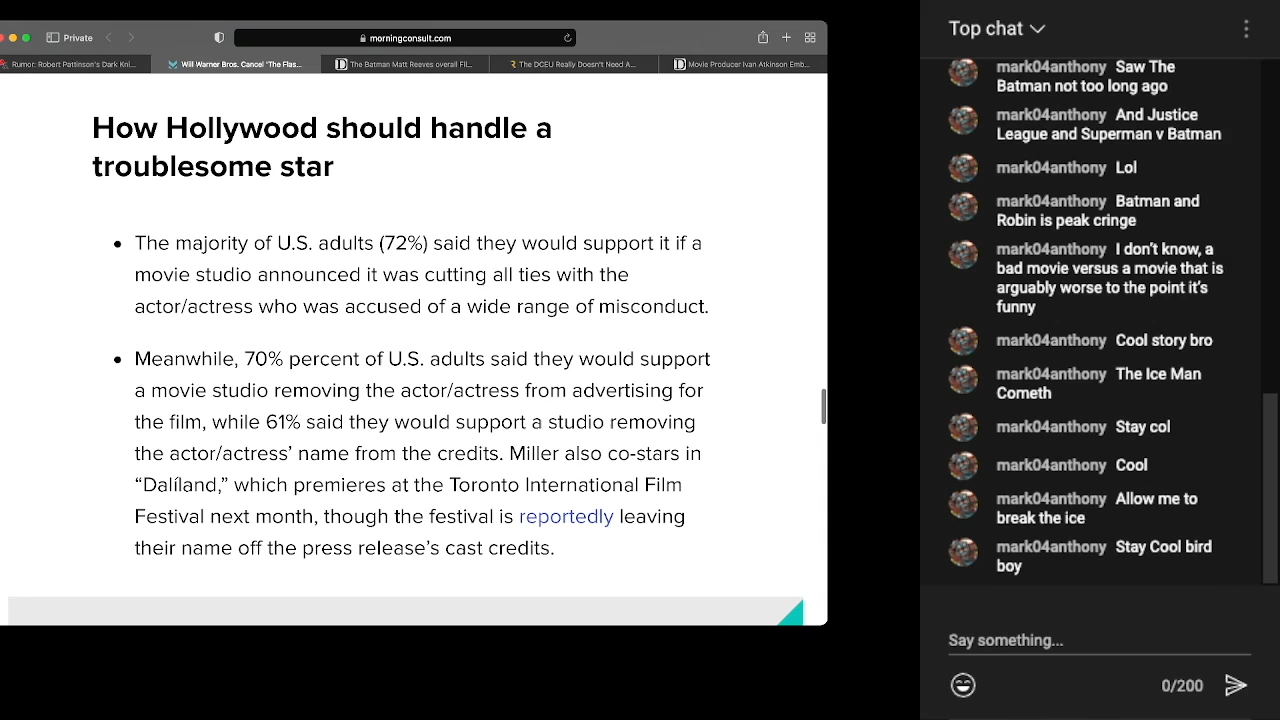 Private
morningconsult.com
Rumor: Robert Pattinson's Dark Kni...
Will Warner Bros. Cancel "The Flas...
The Batman Matt Reeves overall FIl...
The DCEU Really Doesn't Need A...
Movie Producer Ivan Atkinson Emb...
How Hollywood should handle a
troublesome star
• The majority of U.S. adults (72%) said they would support it if a
movie studio announced it was cutting all ties with the
actor/actress who was accused of a wide range of misconduct.
• Meanwhile, 70% percent of U.S. adults said they would support
a movie studio removing the actor/actress from advertising for
the film, while 61% said they would support a studio removing
the actor/actress’ name from the credits. Miller also co-stars in
“Dalíland,” which premieres at the Toronto International Film
Festival next month, though the festival is reportedly leaving
their name off the press release’s cast credits.
Top chat
mark04anthony Saw The
Batman not too long ago
mark04anthony And Justice
League and Superman v Batman
mark04anthony Lol
mark04anthony Batman and
Robin is peak cringe
mark04anthony I don’t know, a
bad movie versus a movie that is
arguably worse to the point it’s
funny
mark04anthony Cool story bro
mark04anthony The Ice Man
Cometh
mark04anthony Stay col
mark04anthony Cool
mark04anthony Allow me to
break the ice
mark04anthony Stay Cool bird
boy
Say something...
0/200